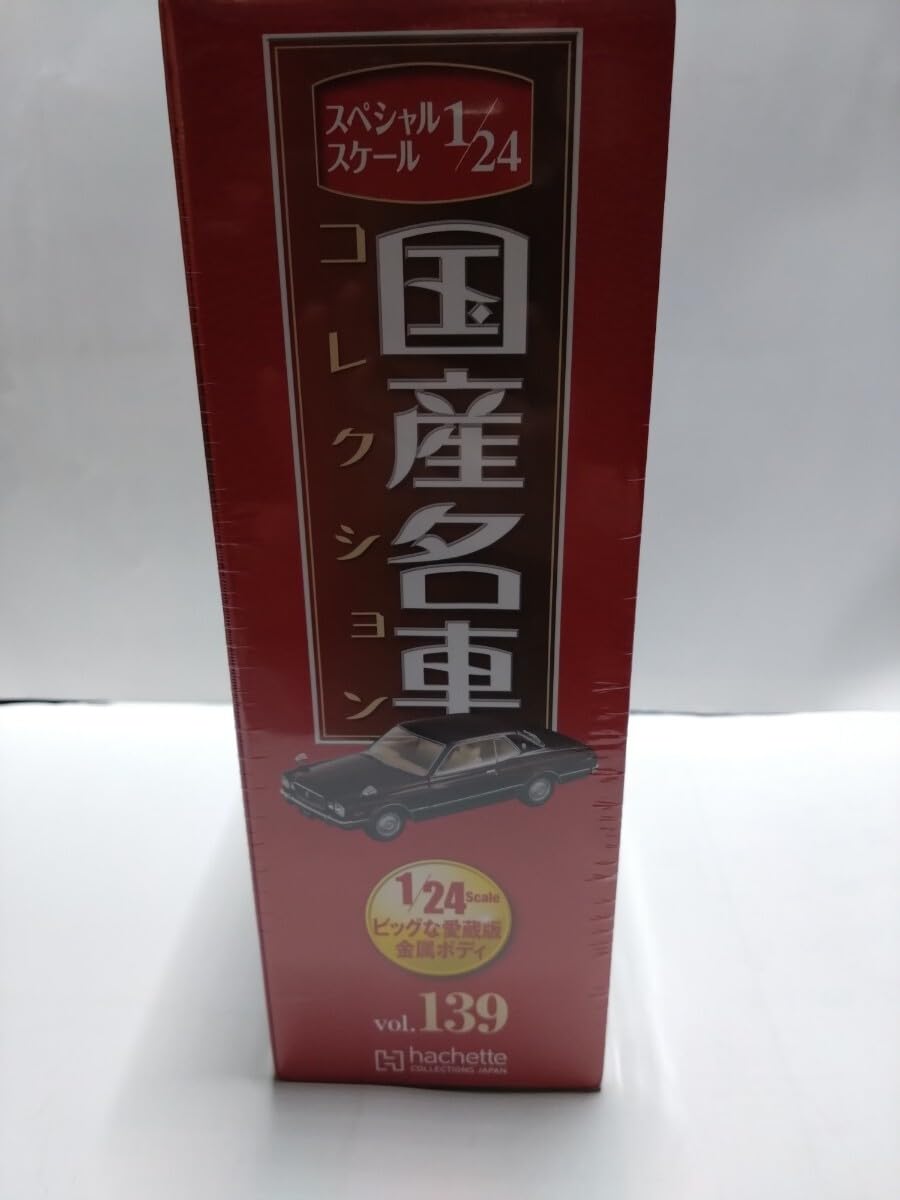 スペシャル
スケール
1/24
国産名車
コレクション
1/24 Scale
ビッグな愛蔵版
金属ボディ
vol. 139
hachette
COLLECTIONS JAPAN